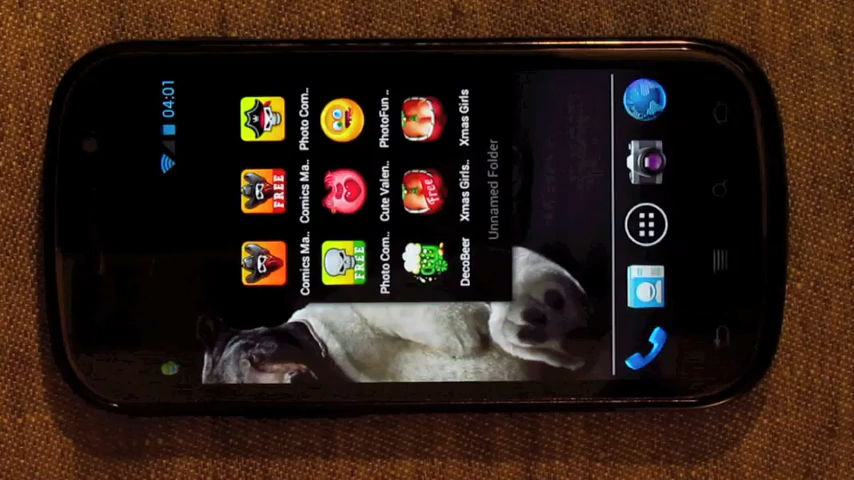 04:01
FREE
Comics Ma.. Comics Ma.. Photo Com..
FREE
Photo Com.. Cute Valen.. PhotoFun ..
Free
DecoBeer Xmas Girls.. Xmas Girls
Unnamed Folder